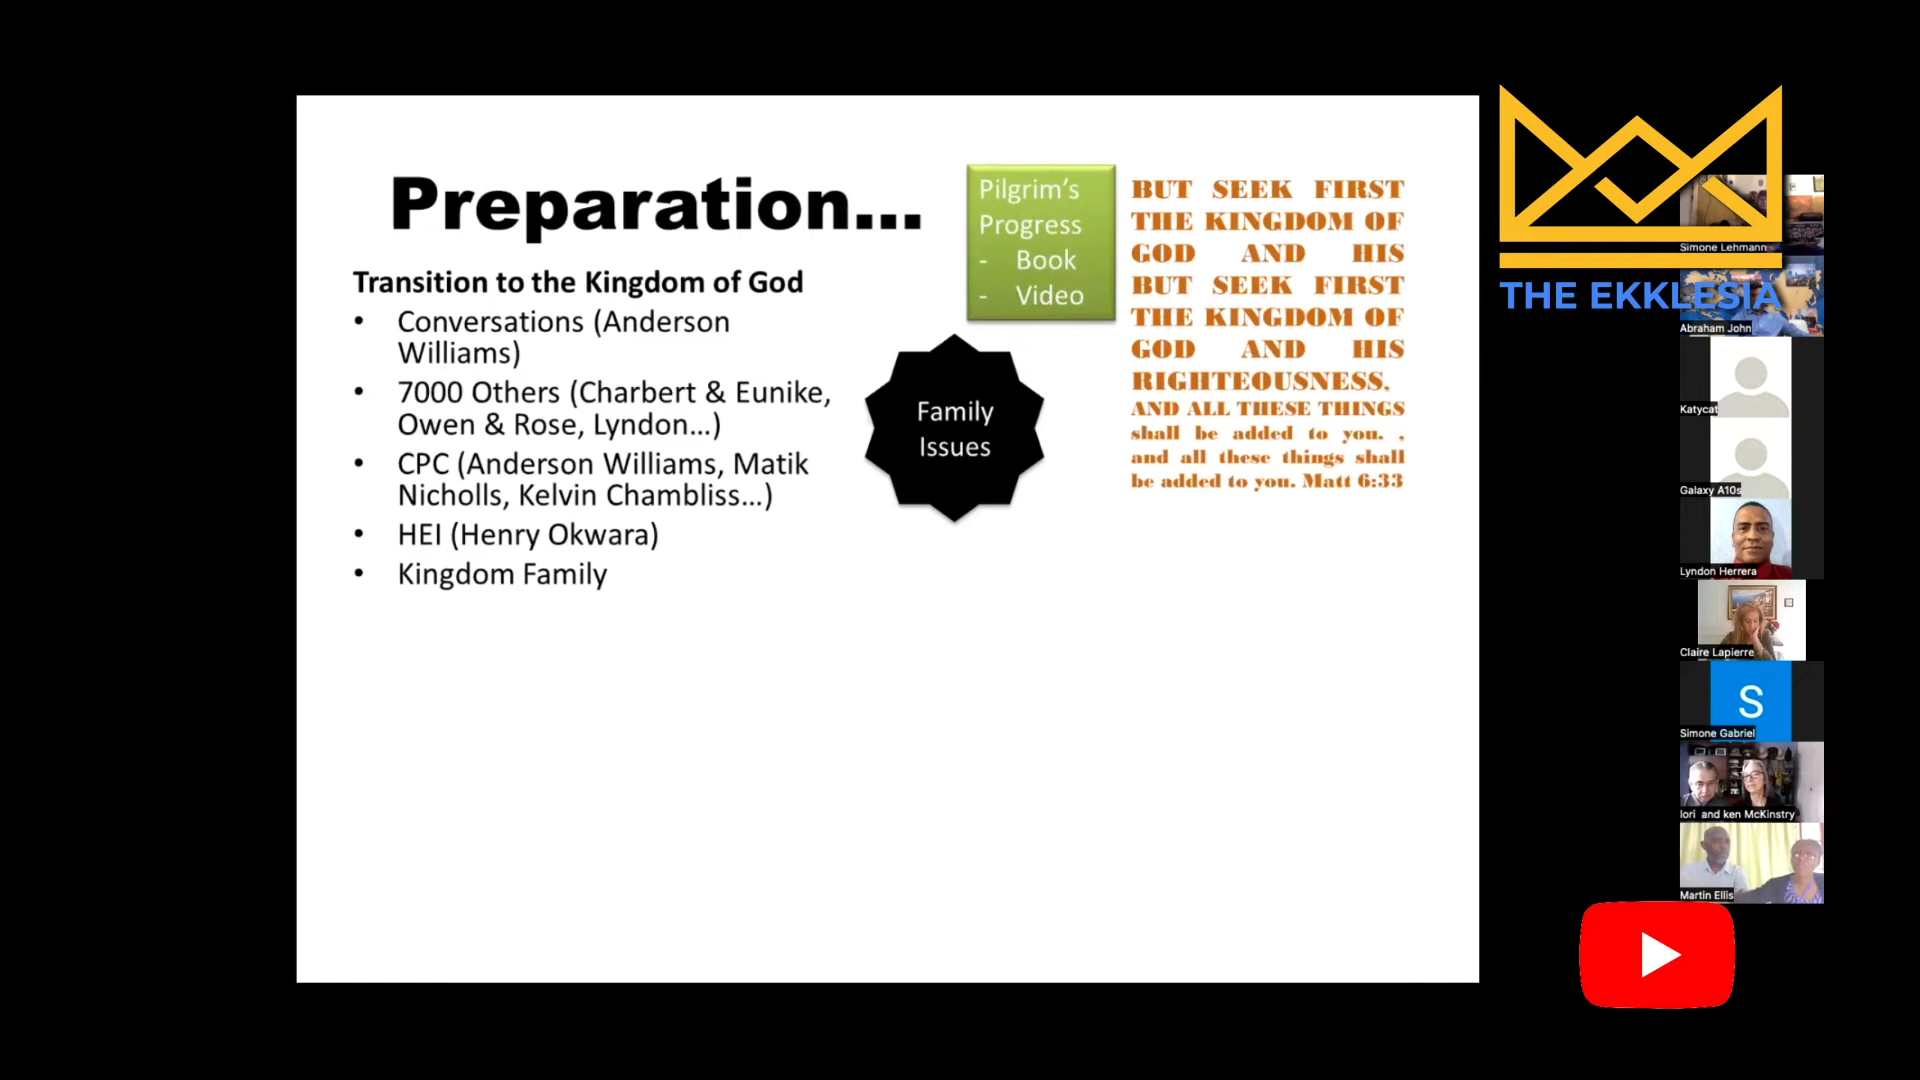 Preparation...
Transition to the Kingdom of God
• Conversations (Anderson
Williams)
• 7000 Others (Charbert & Eunike,
Owen & Rose, Lyndon...)
• CPC (Anderson Williams, Matik
Nicholls, Kelvin Chambliss...)
• HEI (Henry Okwara)
• Kingdom Family
Pilgrim's
Progress
- Book
- Video
Family
Issues
BUT SEEK FIRST
THE KINGDOM OF
GOD AND HIS
BUT SEEK FIRST
THE KINGDOM OF
GOD AND HIS
RIGHTEOUSNESS,
AND ALL THESE THINGS
shall be added to you. ,
and all these things shall
be added to you. Matt 6:33
THE EKKLESIA
Simone Lehmann
Abraham John
Katycat
Galaxy A10s
Lyndon Herrera
Claire Lapierre
S
Simone Gabriel
lori and ken McKinstry
Martin Ellis